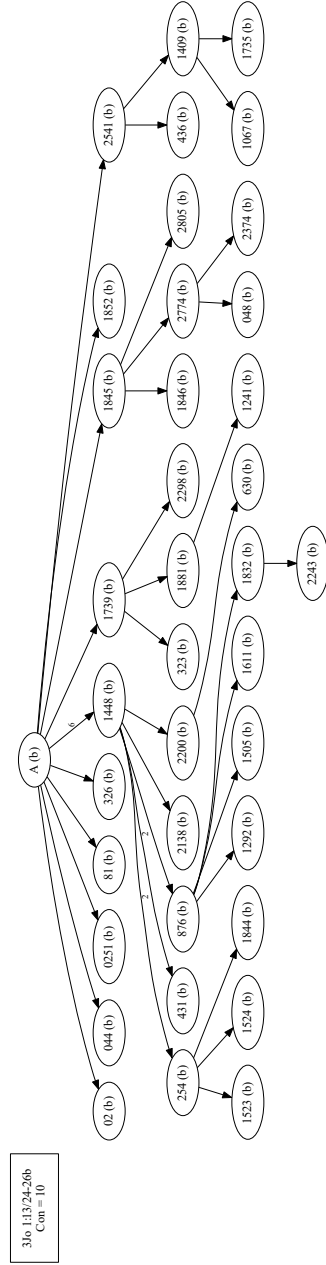 3Jo 1:13/24-26b
Con = 10
A (b)
6
02 (b)
044 (b)
0251 (b)
81 (b)
326 (b)
1448 (b)
1739 (b)
1845 (b)
1852 (b)
2541 (b)
2
2
254 (b)
431 (b)
876 (b)
2138 (b)
2200 (b)
323 (b)
1881 (b)
2298 (b)
1846 (b)
2774 (b)
2805 (b)
436 (b)
1409 (b)
1523 (b)
1524 (b)
1844 (b)
1292 (b)
1505 (b)
1611 (b)
1832 (b)
630 (b)
1241 (b)
048 (b)
2374 (b)
1067 (b)
1735 (b)
2243 (b)